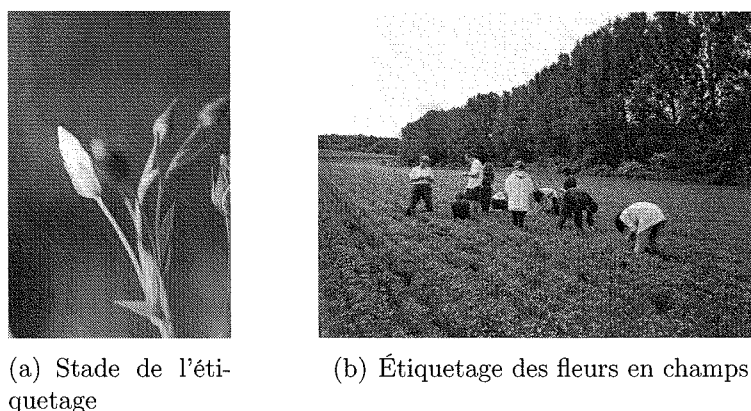 (a) Stade de l'éti-
quetage
(b) Étiquetage des fleurs en champs